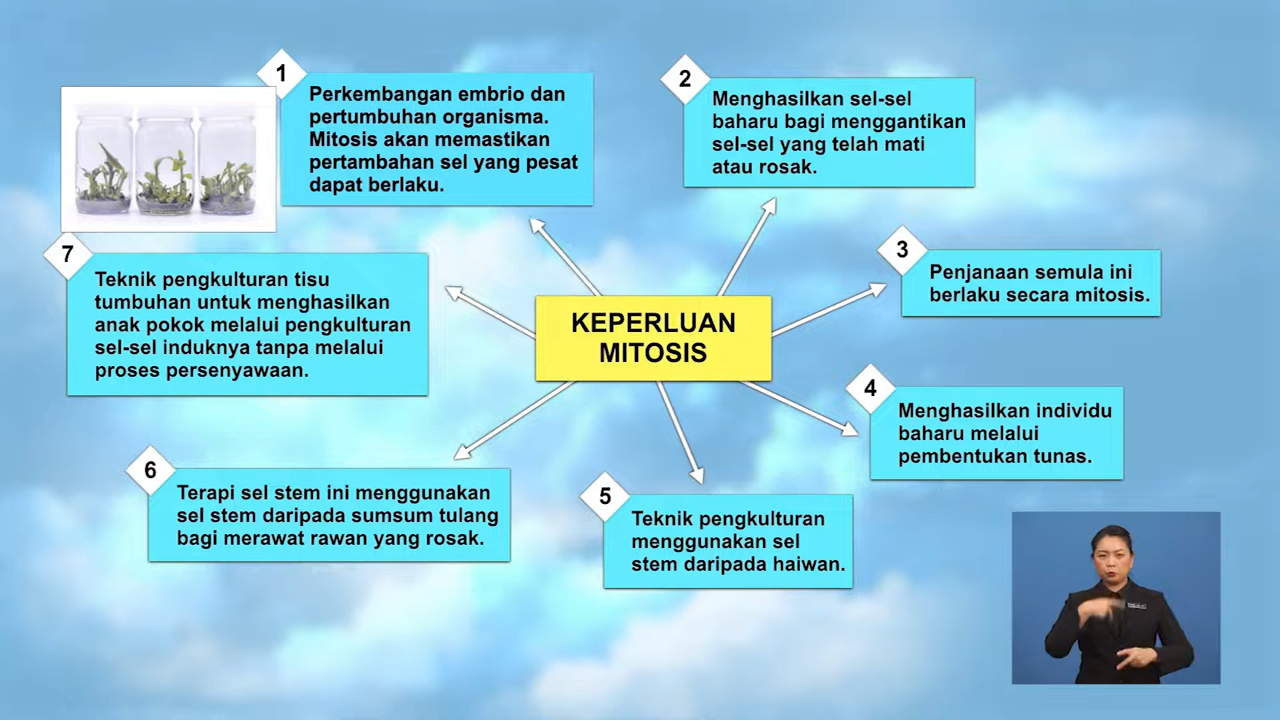 KEPERLUAN
MITOSIS
1
Perkembangan embrio dan
pertumbuhan organisma.
Mitosis akan memastikan
pertambahan sel yang pesat
dapat berlaku.
2
Menghasilkan sel-sel
baharu bagi menggantikan
sel-sel yang telah mati
atau rosak.
3
Penjanaan semula ini
berlaku secara mitosis.
4
Menghasilkan individu
baharu melalui
pembentukan tunas.
5
Teknik pengkulturan
menggunakan sel
stem daripada haiwan.
6
Terapi sel stem ini menggunakan
sel stem daripada sumsum tulang
bagi merawat rawan yang rosak.
7
Teknik pengkulturan tisu
tumbuhan untuk menghasilkan
anak pokok melalui pengkulturan
sel-sel induknya tanpa melalui
proses persenyawaan.